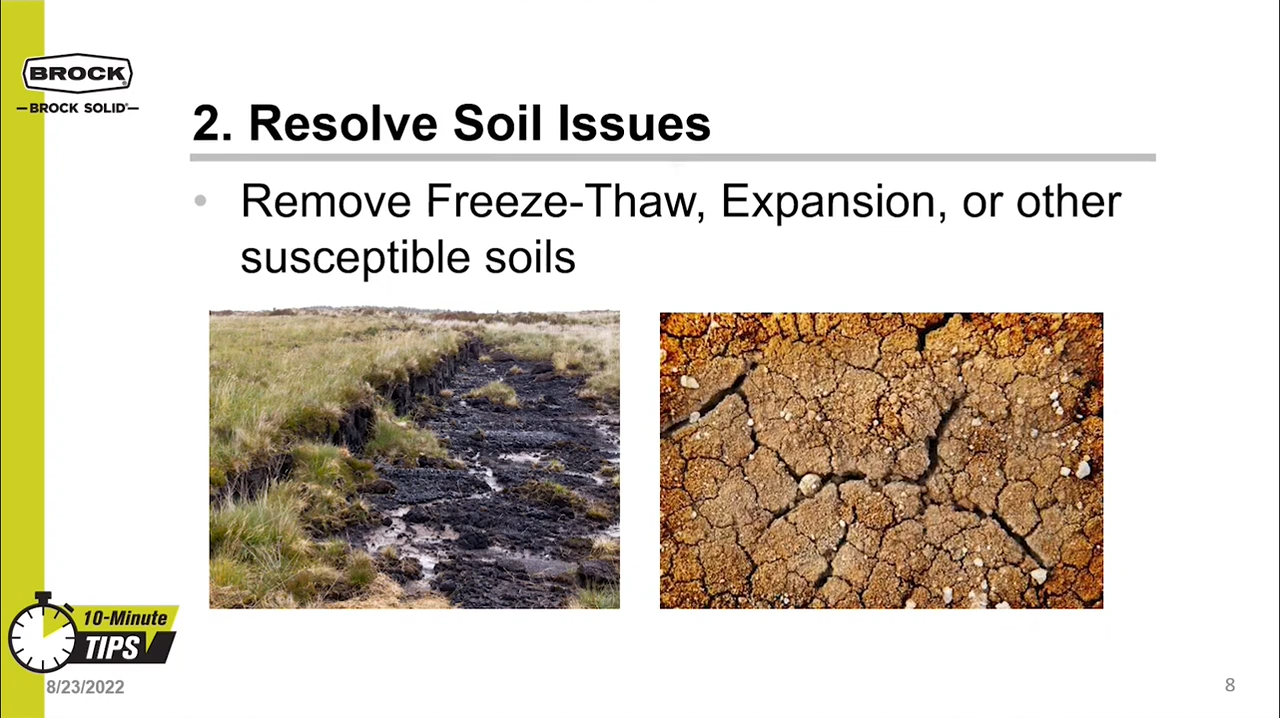 BROCK
BROCK SOLID®
2. Resolve Soil Issues
• Remove Freeze-Thaw, Expansion, or other
susceptible soils
10-Minute
TIPS
8/23/2022
8